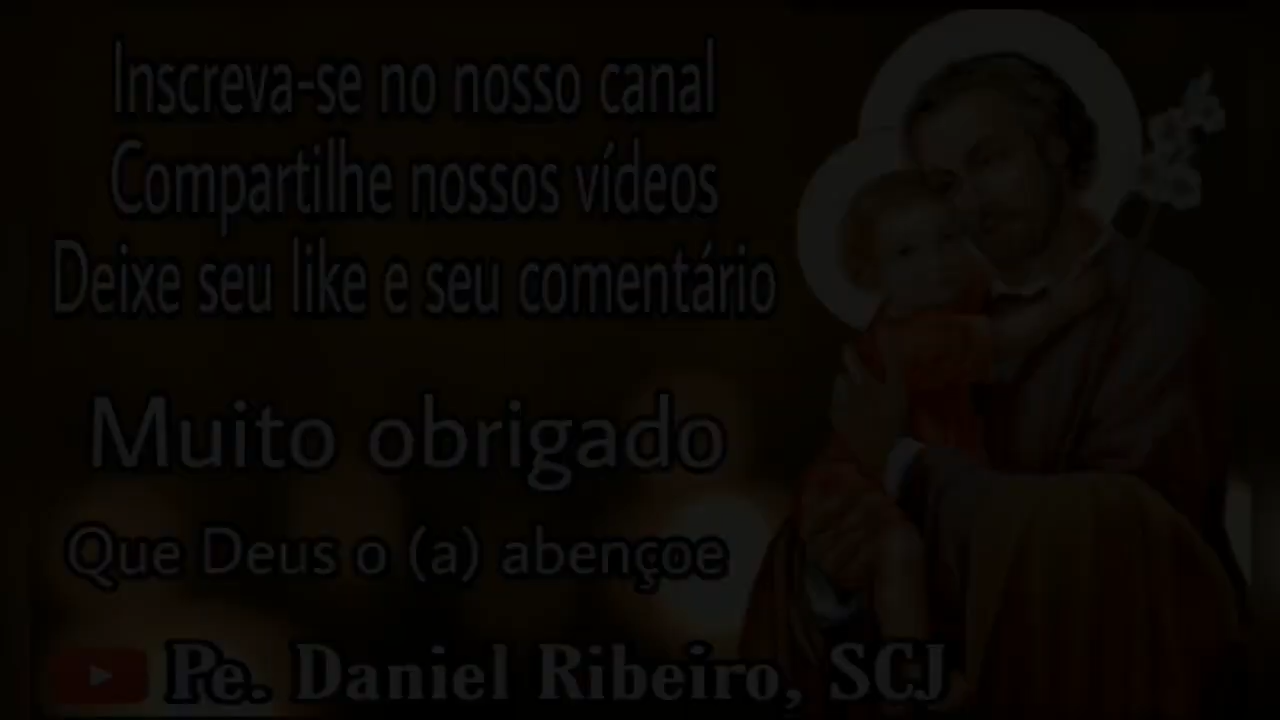 Inscreva-se no nosso canal
Compartilhe nossos vídeos
Deixe seu like e seu comentário
Muito obrigado
Que Deus o (a) abençoe
Pe. Daniel Ribeiro, SCJ